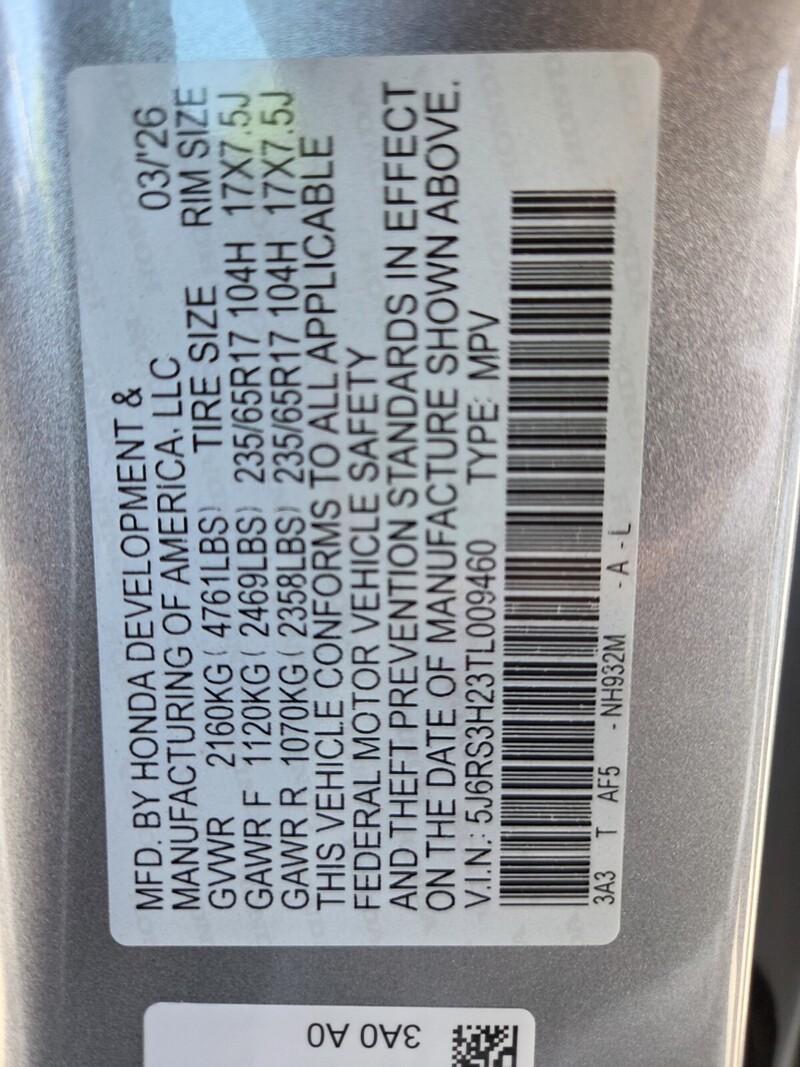 MFD. BY HONDA DEVELOPMENT & 03/'26
MANUFACTURING OF AMERICA, LLC
TIRE SIZE RIM SIZE
GVWR 2160KG ( 4761LBS)
GAWR F 1120KG ( 2469LBS) 235/65R17 104H 17X7.5J
GAWR R 1070KG ( 2358LBS) 235/65R17 104H 17X7.5J
THIS VEHICLE CONFORMS TO ALL APPLICABLE
FEDERAL MOTOR VEHICLE SAFETY
AND THEFT PREVENTION STANDARDS IN EFFECT
ON THE DATE OF MANUFACTURE SHOWN ABOVE.
V.I.N.: 5J6RS3H23TL009460 TYPE: MPV
3A3 T AF5 -NH932M -A-L
3A0 A0